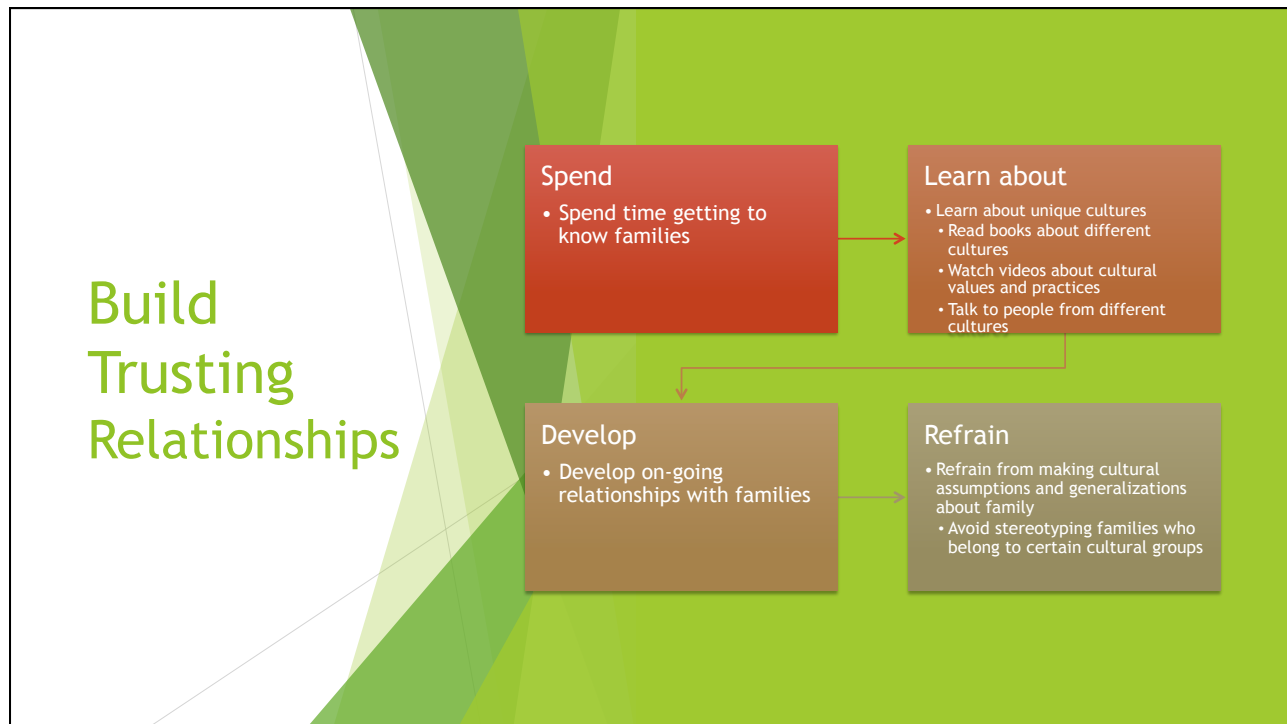 Build
Trusting
Relationships
Spend
• Spend time getting to
know families
Learn about
• Learn about unique cultures
• Read books about different
cultures
• Watch videos about cultural
values and practices
• Talk to people from different
cultures
Develop
• Develop on-going
relationships with families
Refrain
• Refrain from making cultural
assumptions and generalizations
about family
• Avoid stereotyping families who
belong to certain cultural groups